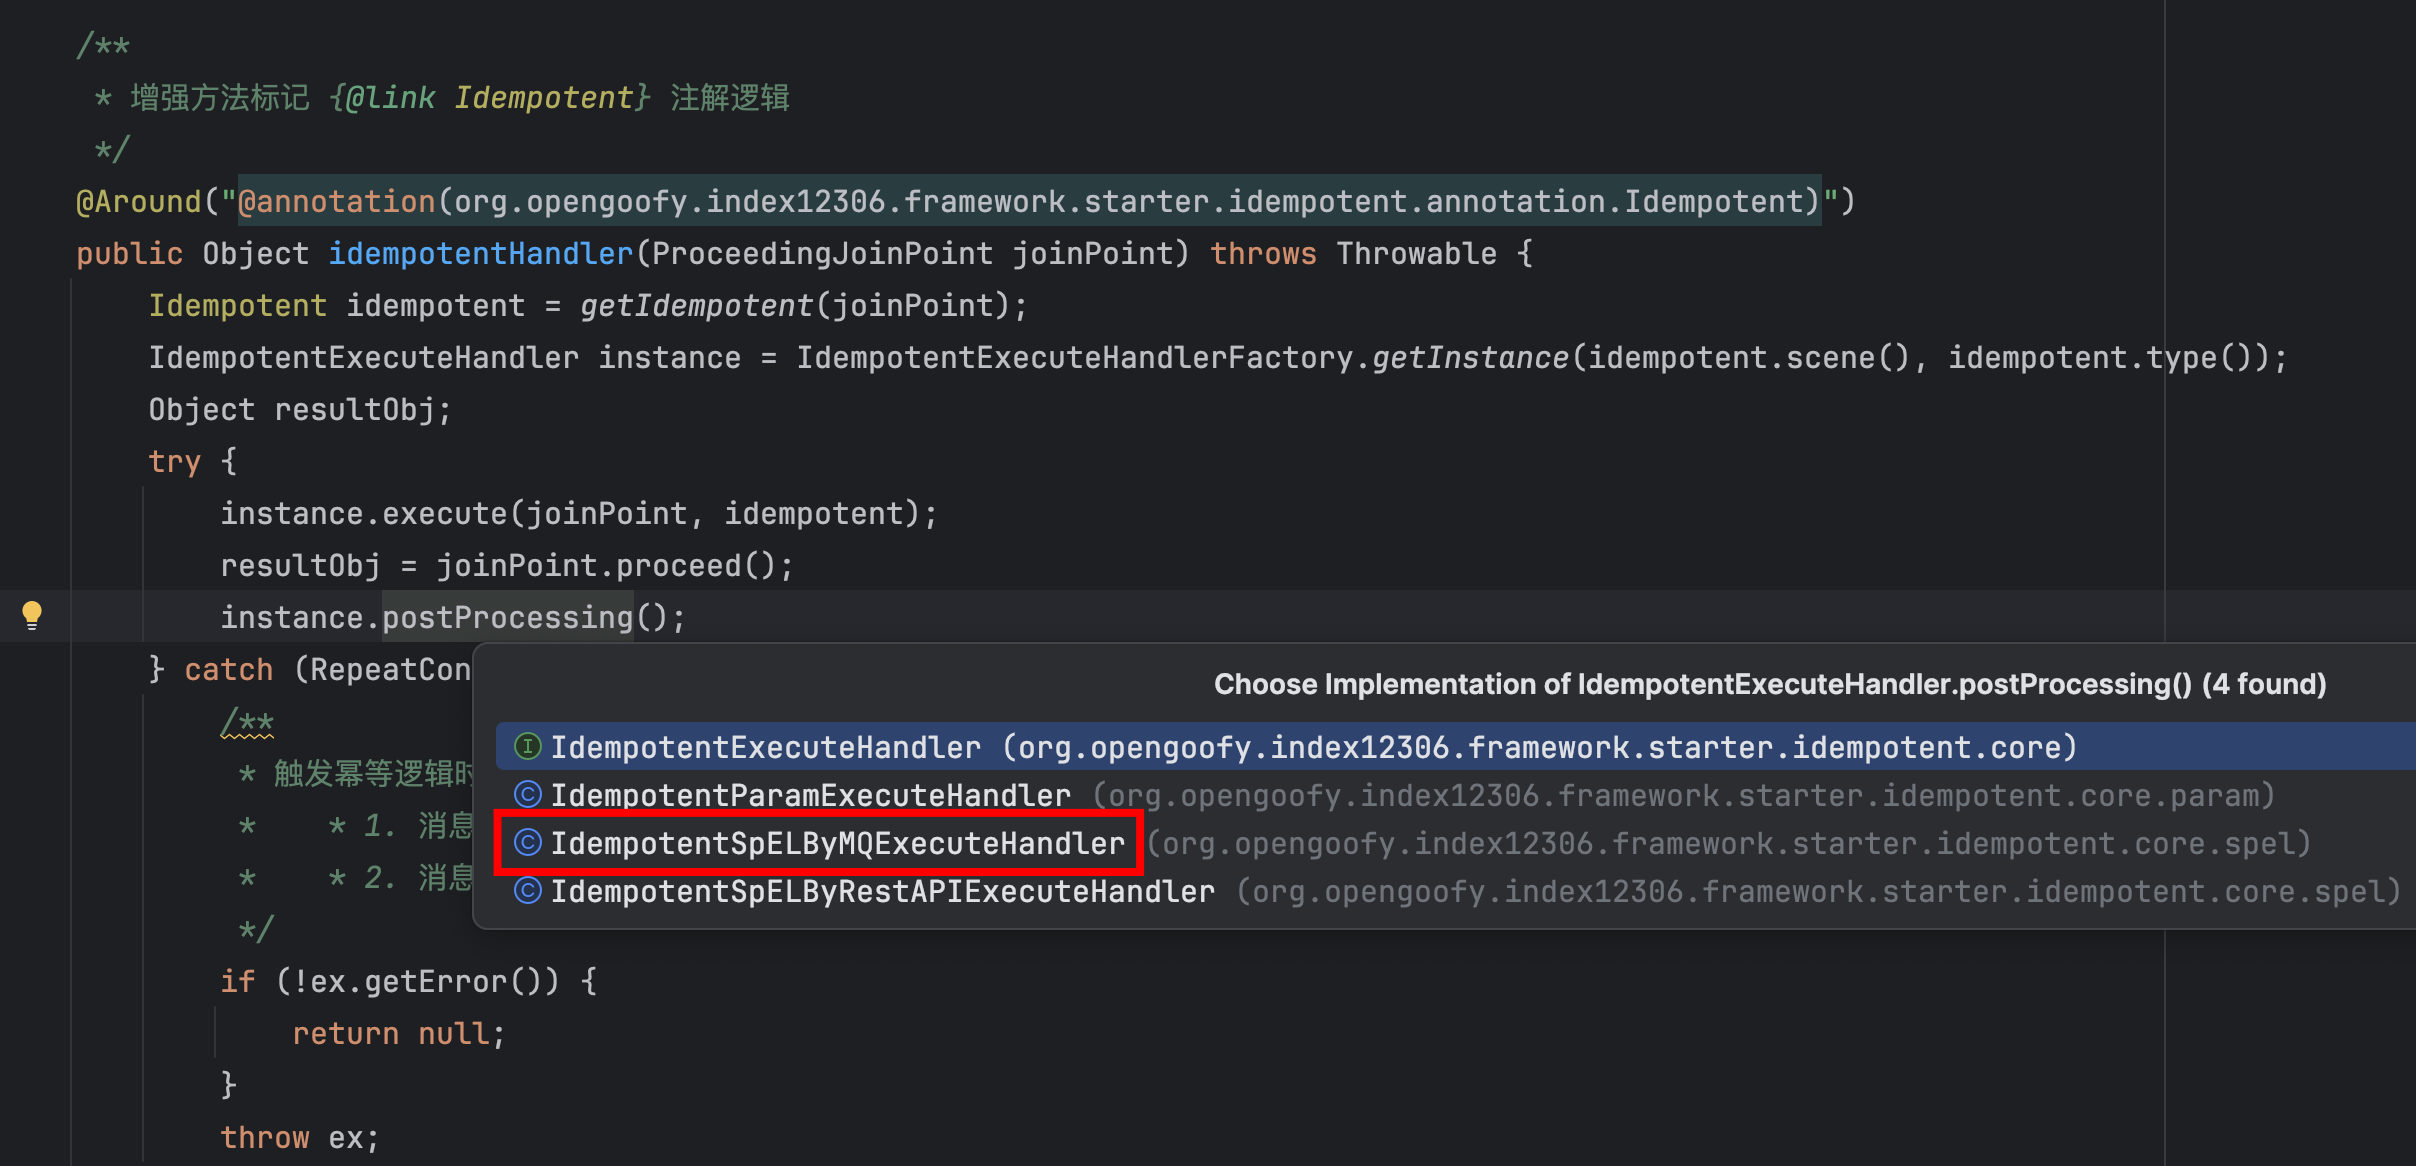 /**
 * 增强方法标记 {@link Idempotent} 注解逻辑
 */
@Around("@annotation(org.opengoofy.index12306.framework.starter.idempotent.annotation.Idempotent)")
public Object idempotentHandler(ProceedingJoinPoint joinPoint) throws Throwable {
    Idempotent idempotent = getIdempotent(joinPoint);
    IdempotentExecuteHandler instance = IdempotentExecuteHandlerFactory.getInstance(idempotent.scene(), idempotent.type());
    Object resultObj;
    try {
        instance.execute(joinPoint, idempotent);
        resultObj = joinPoint.proceed();
        instance.postProcessing();
    } catch (RepeatCon
Choose Implementation of IdempotentExecuteHandler.postProcessing() (4 found)
        /**
I IdempotentExecuteHandler (org.opengoofy.index12306.framework.starter.idempotent.core)
         * 触发幂等逻辑时
C IdempotentParamExecuteHandler (org.opengoofy.index12306.framework.starter.idempotent.core.param)
         *    * 1. 消息
C IdempotentSpELByMQExecuteHandler (org.opengoofy.index12306.framework.starter.idempotent.core.spel)
         *    * 2. 消息
C IdempotentSpELByRestAPIExecuteHandler (org.opengoofy.index12306.framework.starter.idempotent.core.spel)
         */
        if (!ex.getError()) {
            return null;
        }
        throw ex;